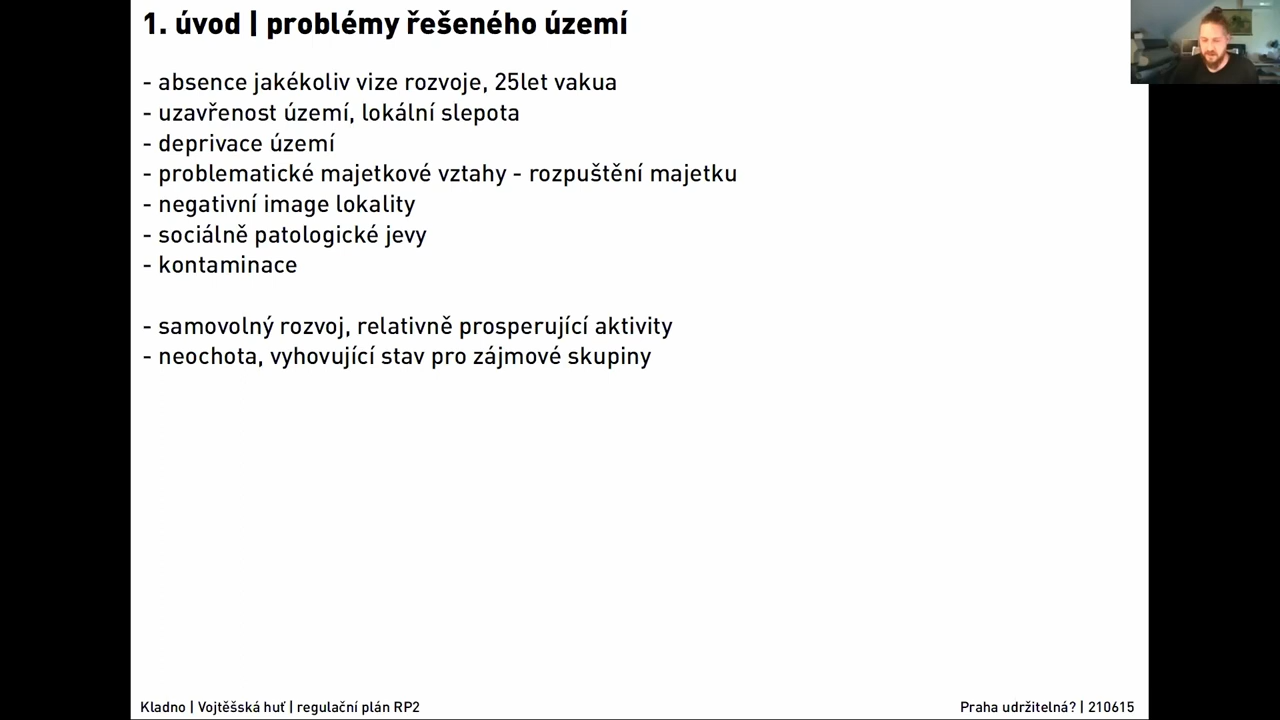 1. úvod | problémy řešeného území
- absence jakékoliv vize rozvoje, 25let vakua
- uzavřenost území, lokální slepota
- deprivace území
- problematické majetkové vztahy - rozpuštění majetku
- negativní image lokality
- sociálně patologické jevy
- kontaminace
- samovolný rozvoj, relativně prosperující aktivity
- neochota, vyhovující stav pro zájmové skupiny
Kladno | Vojtěšská huť | regulační plán RP2
Praha udržitelná? | 210615